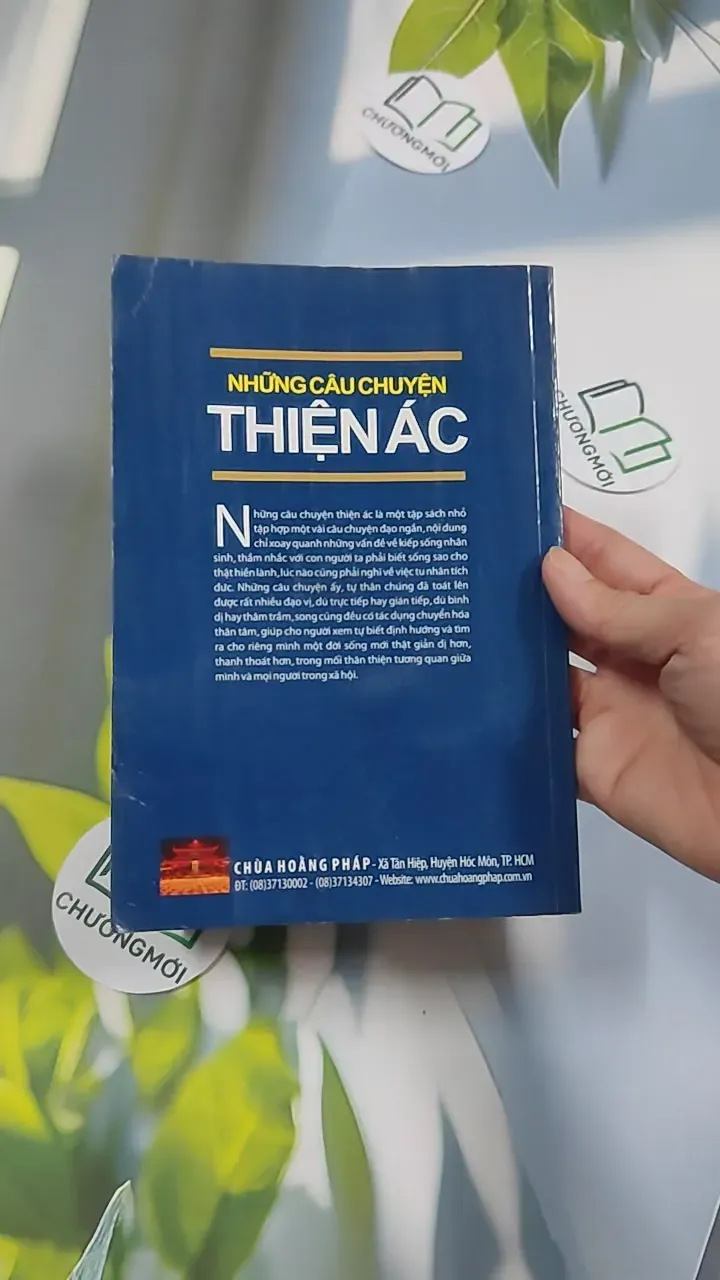 CHƯƠNGMỚI
NHỮNG CÂU CHUYỆN
THIỆN ÁC
CHƯƠNGMỚI
Những câu chuyện thiện ác là một tập sách nhỏ
tập hợp một vài câu chuyện đạo ngắn, nội dung
chỉ xoay quanh những vấn đề về kiếp sống nhân
sinh, thầm nhắc với con người ta phải biết sống sao cho
thật hiền lành, lúc nào cũng phải nghĩ về việc tu nhân tích
đức. Những câu chuyện ấy, tự thân chúng đã toát lên
được rất nhiều đạo vị, dù trực tiếp hay gián tiếp, dù bình
dị hay thâm trầm, song cũng đều có tác dụng chuyển hóa
thân tâm, giúp cho người xem tự biết định hướng và tìm
ra cho riêng mình một đời sống mới thật giản dị hơn,
thanh thoát hơn, trong mối thân thiện tương quan giữa
mình và mọi người trong xã hội.
CHÙA HOẰNG PHÁP - Xã Tân Hiệp, Huyện Hóc Môn, TP. HCM
ĐT: (08)37130002 - (08)37134307 - Website: www.chuahoangphap.com.vn
CHƯƠNGMỚI